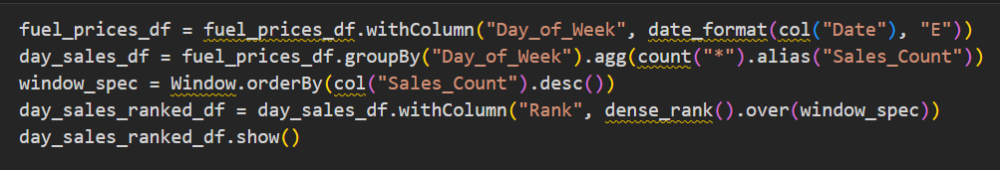 fuel_prices_df = fuel_prices_df.withColumn("Day_of_Week", date_format(col("Date"), "E"))
day_sales_df = fuel_prices_df.groupBy("Day_of_Week").agg(count("*").alias("Sales_Count"))
window_spec = Window.orderBy(col("Sales_Count").desc())
day_sales_ranked_df = day_sales_df.withColumn("Rank", dense_rank().over(window_spec))
day_sales_ranked_df.show()